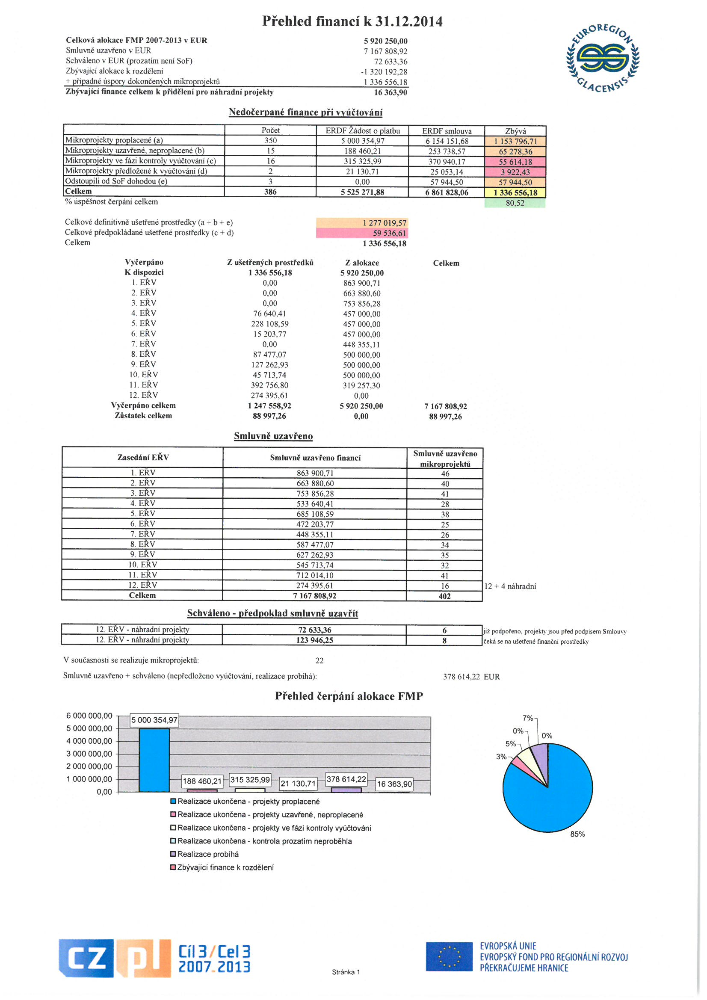 Přehled financí k 31.12.2014
EUROREGION GLACENSIS
Celková alokace FMP 2007-2013 v EUR 5 920 250,00
Smluvně uzavřeno v EUR 7 167 808,92
Schváleno v EUR (prozatím není SoF) 72 633,36
Zbývající alokace k rozdělení -1 320 192,28
+ případné úspory dokončených mikroprojektů 1 336 556,18
Zbývající finance celkem k přidělení pro náhradní projekty 16 363,90
Nedočerpané finance při vyúčtování
Počet ERDF Žádost o platbu ERDF smlouva Zbývá
Mikroprojekty proplacené (a) 350 5 000 354,97 6 154 151,68 1 153 796,71
Mikroprojekty uzavřené, neproplacené (b) 15 188 460,21 253 738,57 65 278,36
Mikroprojekty ve fázi kontroly vyúčtování (c) 16 315 325,99 370 940,17 55 614,18
Mikroprojekty předložené k vyúčtování (d) 2 21 130,71 25 053,14 3 922,43
Odstoupili od SoF dohodou (e) 3 0,00 57 944,50 57 944,50
Celkem 386 5 525 271,88 6 861 828,06 1 336 556,18
% úspěšnost čerpání celkem 80,52
Celkové definitivně ušetřené prostředky (a + b + e) 1 277 019,57
Celkové předpokládané ušetřené prostředky (c + d) 59 536,61
Celkem 1 336 556,18
Vyčerpáno Z ušetřených prostředků Z alokace Celkem
K dispozici 1 336 556,18 5 920 250,00
1. EŘV 0,00 863 900,71
2. EŘV 0,00 663 880,60
3. EŘV 0,00 753 856,28
4. EŘV 76 640,41 457 000,00
5. EŘV 228 108,59 457 000,00
6. EŘV 15 203,77 457 000,00
7. EŘV 0,00 448 355,11
8. EŘV 87 477,07 500 000,00
9. EŘV 127 262,93 500 000,00
10. EŘV 45 713,74 500 000,00
11. EŘV 392 756,80 319 257,30
12. EŘV 274 395,61 0,00
Vyčerpáno celkem 1 247 558,92 5 920 250,00 7 167 808,92
Zůstatek celkem 88 997,26 0,00 88 997,26
Smluvně uzavřeno
Zasedání EŘV Smluvně uzavřeno financí Smluvně uzavřeno mikroprojektů
1. EŘV 863 900,71 46
2. EŘV 663 880,60 40
3. EŘV 753 856,28 41
4. EŘV 533 640,41 28
5. EŘV 685 108,59 38
6. EŘV 472 203,77 25
7. EŘV 448 355,11 26
8. EŘV 587 477,07 34
9. EŘV 627 262,93 35
10. EŘV 545 713,74 32
11. EŘV 712 014,10 41
12. EŘV 274 395,61 16 12 + 4 náhradní
Celkem 7 167 808,92 402
Schváleno - předpoklad smluvně uzavřít
12. EŘV - náhradní projekty 72 633,36 6 již podpořeno, projekty jsou před podpisem Smlouvy
12. EŘV - náhradní projekty 123 946,25 8 čeká se na ušetřené finanční prostředky
V současnosti se realizuje mikroprojektů: 22
Smluvně uzavřeno + schváleno (nepředloženo vyúčtování, realizace probíhá): 378 614,22 EUR
Přehled čerpání alokace FMP
6 000 000,00
5 000 000,00
4 000 000,00
3 000 000,00
2 000 000,00
1 000 000,00
0,00
5 000 354,97
188 460,21
315 325,99
21 130,71
378 614,22
16 363,90
7%
0%
0%
5%
3%
85%
Realizace ukončena - projekty proplacené
Realizace ukončena - projekty uzavřené, neproplacené
Realizace ukončena - projekty ve fázi kontroly vyúčtování
Realizace ukončena - kontrola prozatím neproběhla
Realizace probíhá
Zbývající finance k rozdělení
cz pl
Cíl 3/Cel 3
2007-2013
Stránka 1
EVROPSKÁ UNIE
EVROPSKÝ FOND PRO REGIONÁLNÍ ROZVOJ
PŘEKRAČUJEME HRANICE